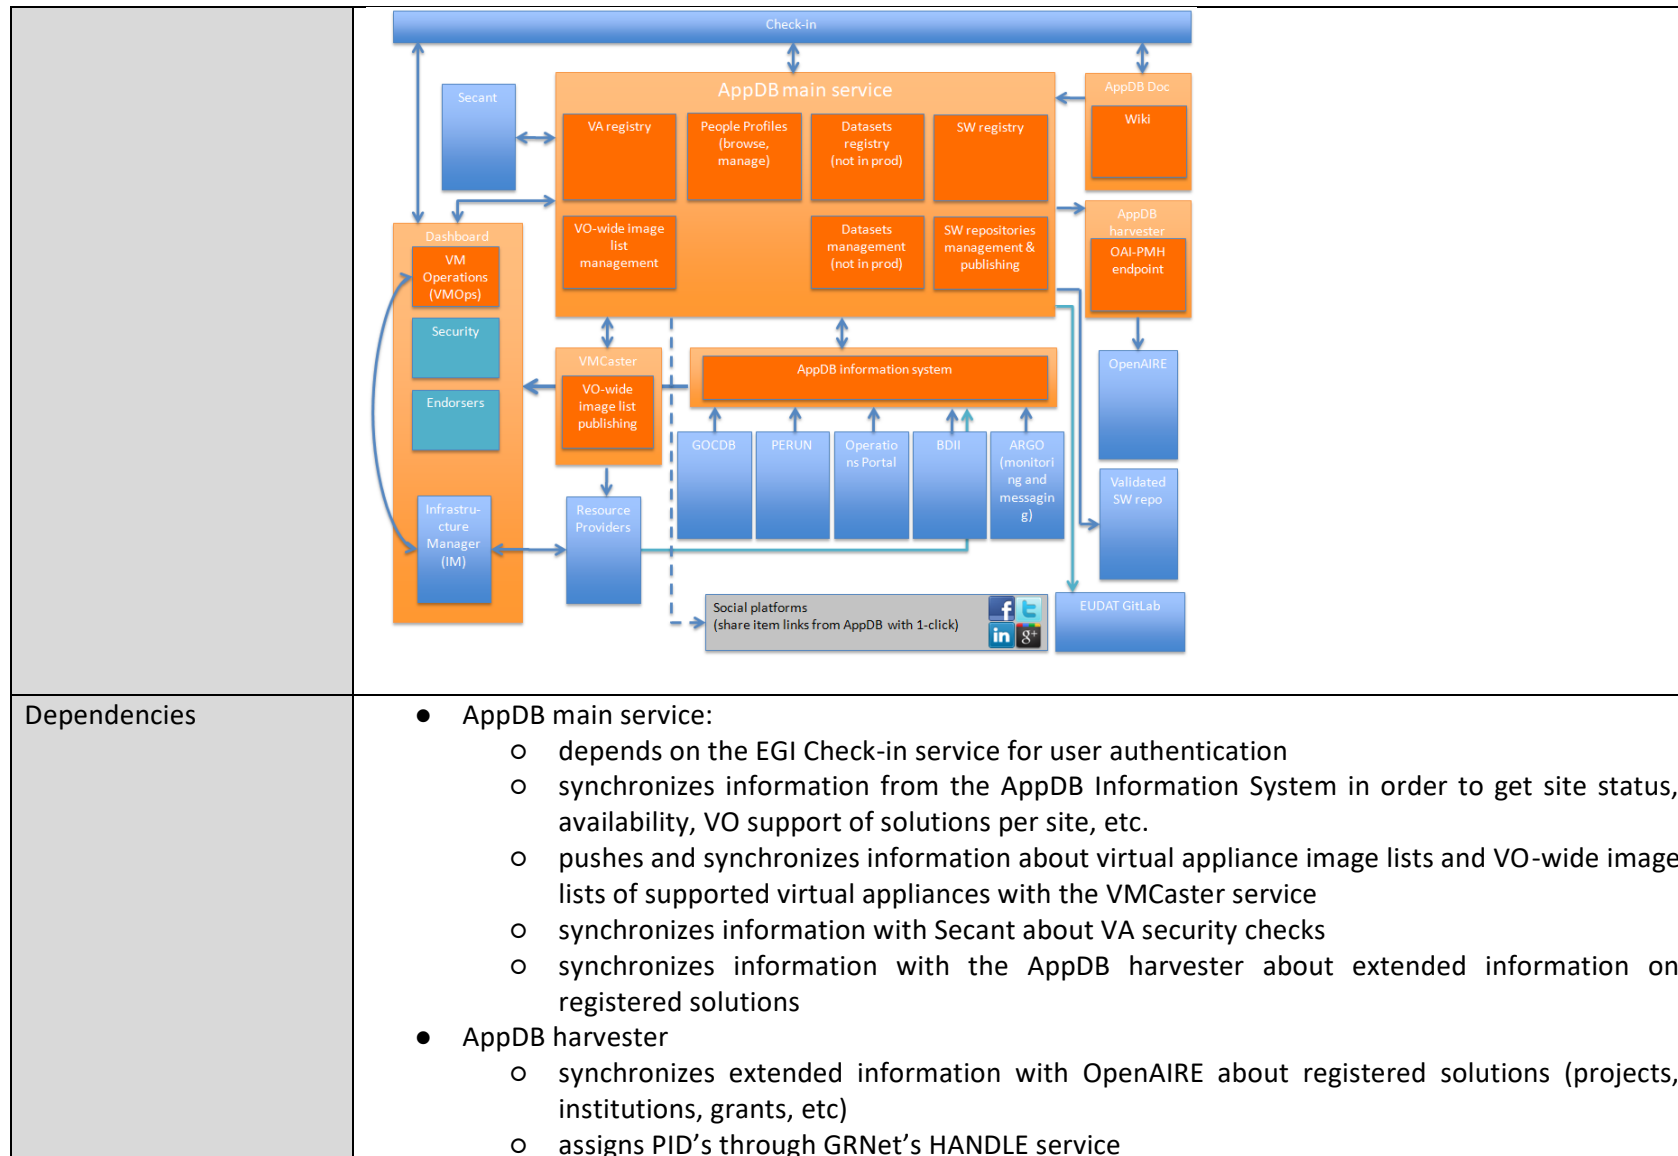 Check-in
AppDB main service
Secant
VA registry
People Profiles
(browse,
manage)
Datasets
registry
(not in prod)
SW registry
AppDB Doc
Wiki
VO-wide image
list
management
Datasets
management
(not in prod)
SW repositories
management &
publishing
AppDB
harvester
OAI-PMH
endpoint
Dashboard
VM
Operations
(VMOps)
Security
Endorsers
VMCaster
VO-wide
Image list
publishing
AppDB information system
OpenAIRE
GOCDB
PERUN
Operatio
ns Portal
BDII
ARGO
(monitori
ng and
messagin
g)
Validated
SW repo
Infrastru-
cture
Manager
(IM)
Resource
Providers
Social platforms
(share item links from AppDB with 1-click)
f
t
in
g+
EUDAT GitLab
Dependencies
● AppDB main service:
○ depends on the EGI Check-in service for user authentication
○ synchronizes information from the AppDB Information System in order to get site status,
availability, VO support of solutions per site, etc.
○ pushes and synchronizes information about virtual appliance image lists and VO-wide image
lists of supported virtual appliances with the VMCaster service
○ synchronizes information with Secant about VA security checks
○ synchronizes information with the AppDB harvester about extended information on
registered solutions
● AppDB harvester
○ synchronizes extended information with OpenAIRE about registered solutions (projects,
institutions, grants, etc)
○ assigns PID’s through GRNet’s HANDLE service